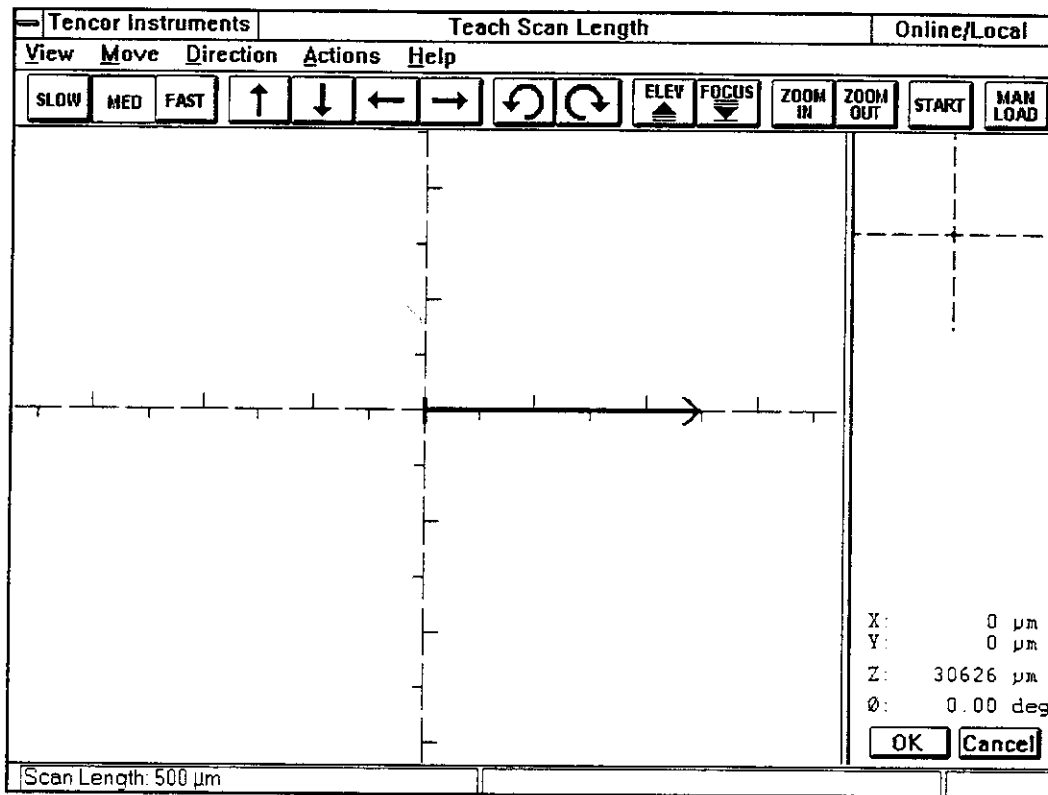 Tencor Instruments Teach Scan Length Online/Local
View Move Direction Actions Help
SLOW MED FAST ELEV FOCUS ZOOM IN ZOOM OUT START MAN LOAD
X: 0 µm
Y: 0 µm
Z: 30626 µm
Ø: 0.00 deg
OK Cancel
Scan Length: 500 µm